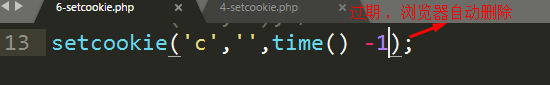 6-setcookie.php
4-setcookie.php
过期，浏览器自动删除
13 setcookie('c','',time() -1);